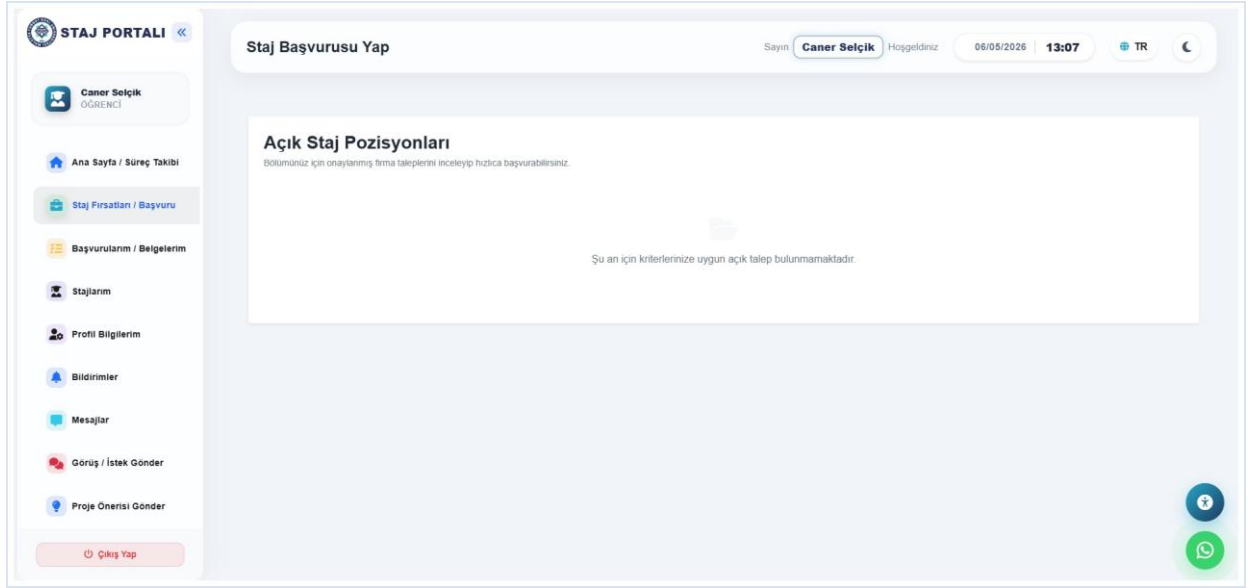 STAJ PORTALI
Caner Selçik
ÖĞRENCİ
Ana Sayfa / Süreç Takibi
Staj Fırsatları / Başvuru
Başvurularım / Belgelerim
Stajlarım
Profil Bilgilerim
Bildirimler
Mesajlar
Görüş / İstek Gönder
Proje Önerisi Gönder
Çıkış Yap
Staj Başvurusu Yap
Sayın Caner Selçik Hoşgeldiniz
06/05/2026 13:07
TR
Açık Staj Pozisyonları
Bölümünüz için onaylanmış firma taleplerini inceleyip hızlıca başvurabilirsiniz.
Şu an için kriterlerinize uygun açık talep bulunmamaktadır.